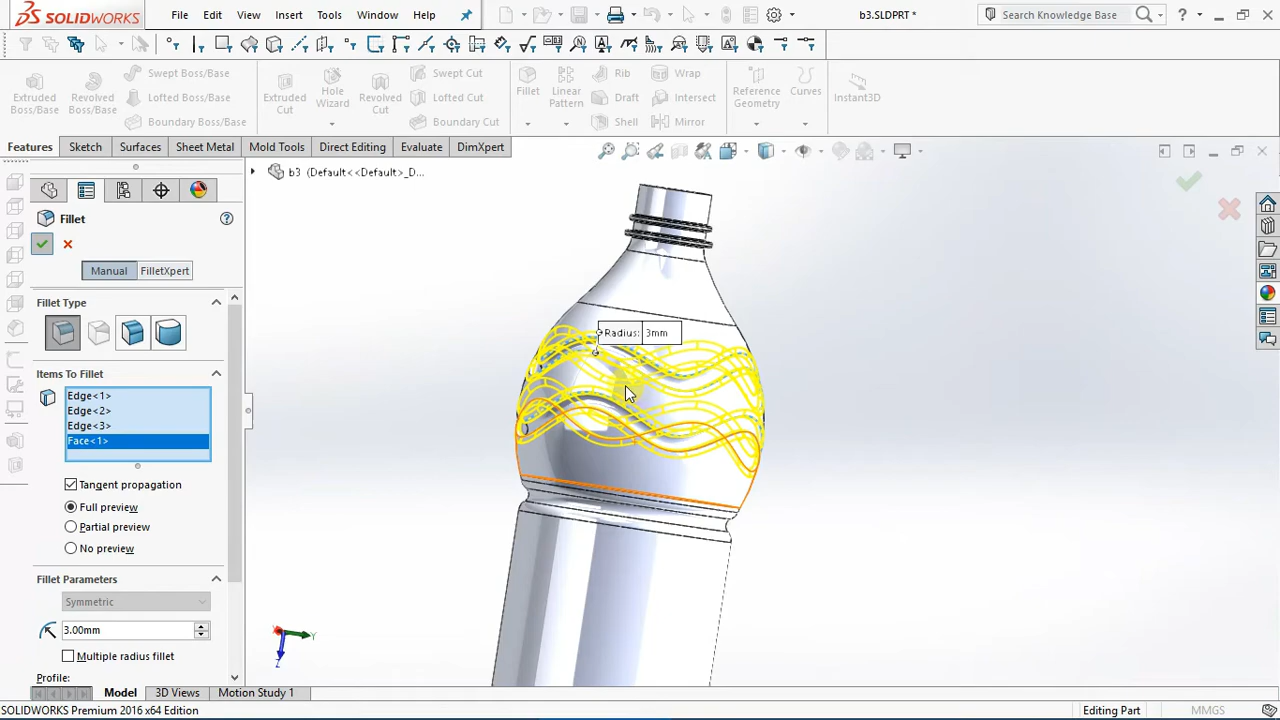 SOLIDWORKS
File Edit View Insert Tools Window Help
b3.SLDPRT *
Search Knowledge Base
Extruded Boss/Base
Revolved Boss/Base
Swept Boss/Base
Lofted Boss/Base
Boundary Boss/Base
Extruded Cut
Hole Wizard
Revolved Cut
Swept Cut
Lofted Cut
Boundary Cut
Fillet
Linear Pattern
Rib
Draft
Shell
Wrap
Intersect
Mirror
Reference Geometry
Curves
Instant3D
Features Sketch Surfaces Sheet Metal Mold Tools Direct Editing Evaluate DimXpert
b3 (Default<<Default>_D...
Fillet
Manual FilletXpert
Fillet Type
Items To Fillet
Edge<1>
Edge<2>
Edge<3>
Face<1>
Tangent propagation
Full preview
Partial preview
No preview
Fillet Parameters
Symmetric
3.00mm
Multiple radius fillet
Profile:
Radius: 3mm
Y
Z
Model 3D Views Motion Study 1
SOLIDWORKS Premium 2016 x64 Edition
Editing Part
MMGS